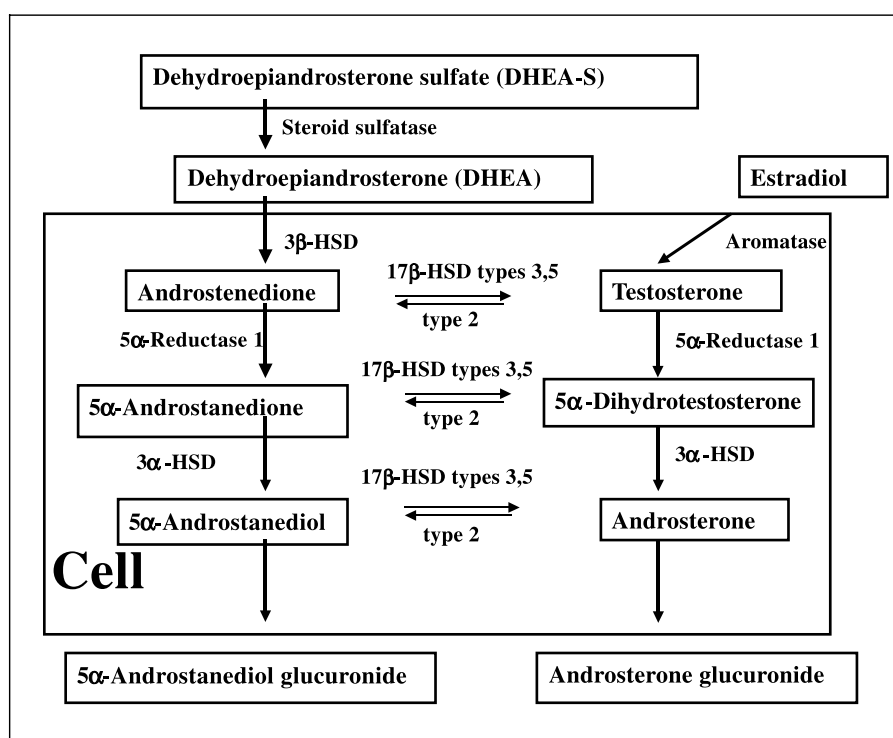 Dehydroepiandrosterone sulfate (DHEA-S)
Steroid sulfatase
Dehydroepiandrosterone (DHEA)
Estradiol
3β-HSD
Aromatase
17β-HSD types 3,5
Androstenedione
Testosterone
type 2
5α-Reductase 1
5α-Reductase 1
17β-HSD types 3,5
5α-Androstanedione
5α-Dihydrotestosterone
type 2
3α-HSD
3α-HSD
17β-HSD types 3,5
5α-Androstanediol
Androsterone
type 2
Cell
5α-Androstanediol glucuronide
Androsterone glucuronide